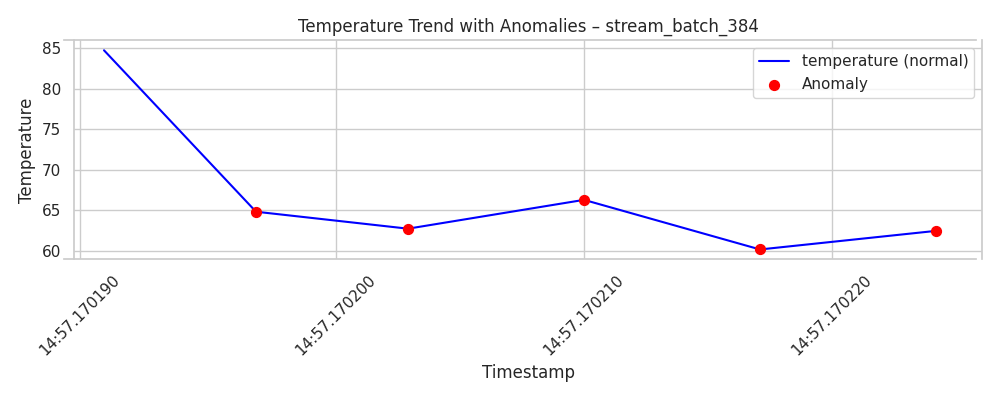 Temperature Trend with Anomalies – stream_batch_384
temperature (normal)
Anomaly
Temperature
85
80
75
70
65
60
14:57.170190
14:57.170200
14:57.170210
14:57.170220
Timestamp